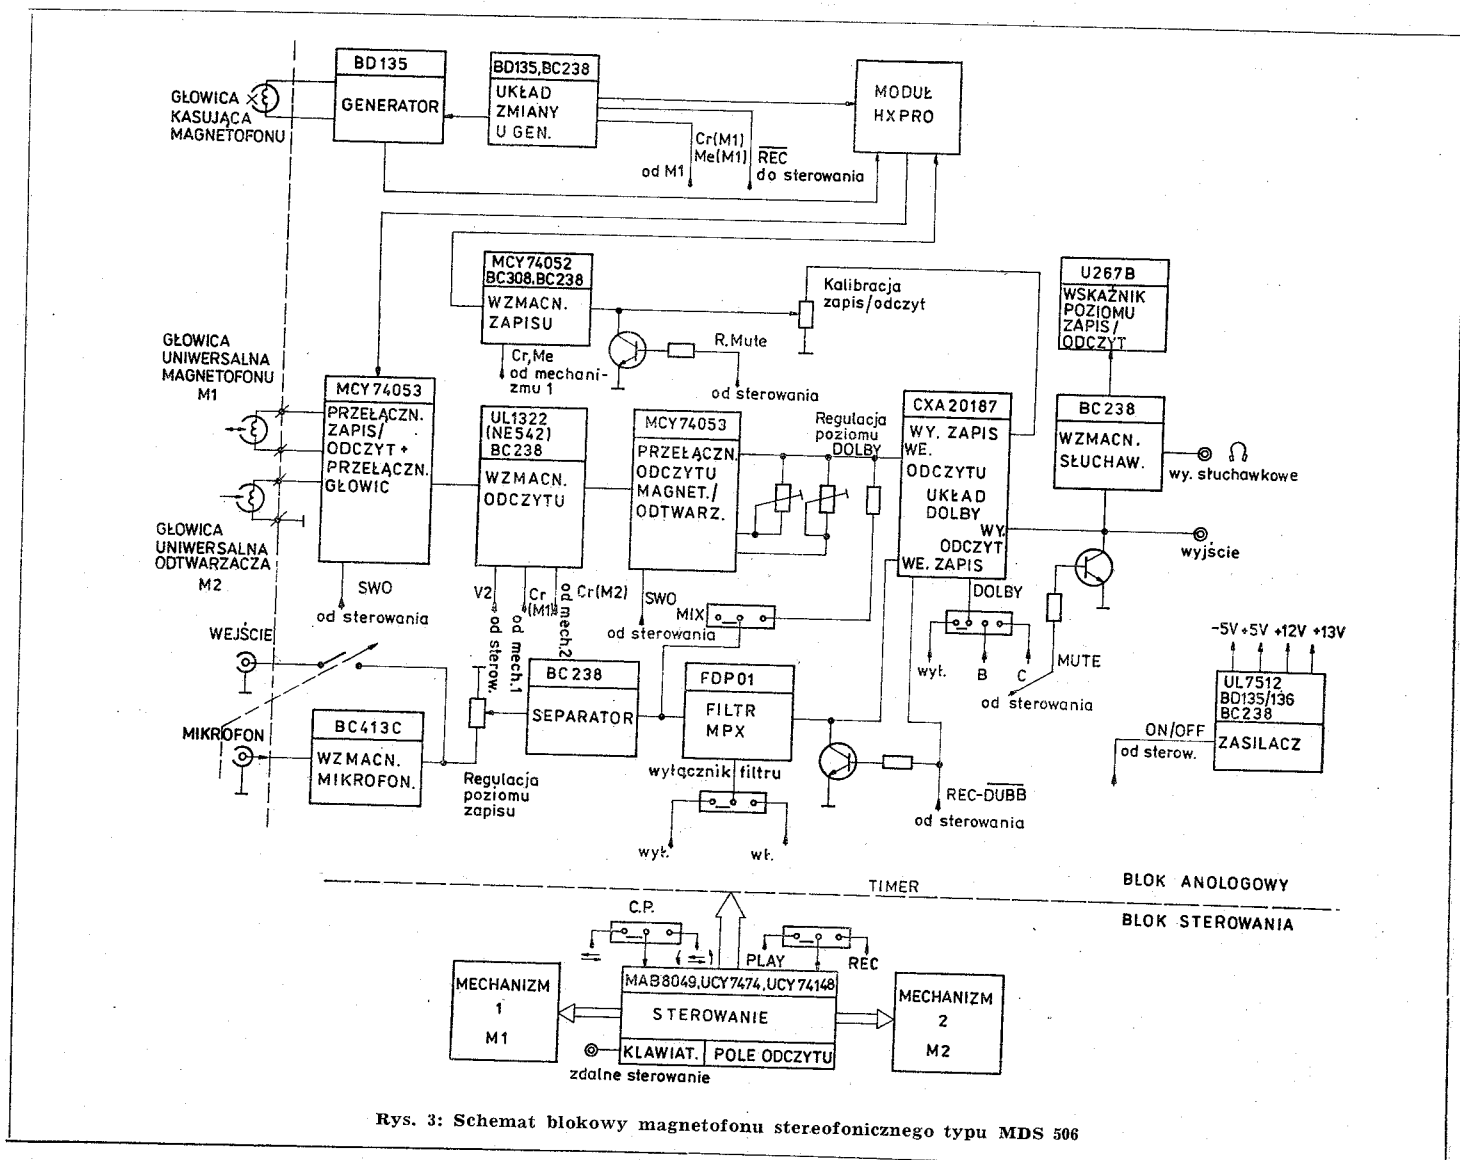 BD135
GENERATOR
GŁOWICA
KASUJĄCA
MAGNETOFONU
BD135,BC238
UKŁAD
ZMIANY
U GEN.
MODUŁ
HXPRO
Cr(M1)
Me(M1)
od M1
REC
do sterowania
MCY74052
BC308,BC238
WZMACN.
ZAPISU
Cr,Me
od mechani-
zmu 1
R.Mute
od sterowania
Kalibracja
zapis/odczyt
U267B
WSKAŹNIK
POZIOMU
ZAPIS/
ODCZYT
GŁOWICA
UNIWERSALNA
MAGNETOFONU
M1
MCY74053
PRZEŁĄCZN.
ZAPIS/
ODCZYT +
PRZEŁĄCZN.
GŁOWIC
UL1322
(NE542)
BC238
WZMACN.
ODCZYTU
MCY74053
PRZEŁĄCZN.
ODCZYTU
MAGNET./
ODTWARZ.
Regulacja
poziomu
DOLBY
CXA20187
WY. ZAPIS
WE.
ODCZYTU
UKŁAD
DOLBY
WY.
ODCZYT
WE. ZAPIS
BC238
WZMACN.
SŁUCHAW.
wy. słuchawkowe
wyjście
GŁOWICA
UNIWERSALNA
ODTWARZACZA
M2
SWO
od sterowania
V2
od sterow.
Cr
(M1)
od mech.1
od mech.2
Cr(M2)
SWO
od sterowania
MIX
DOLBY
wył.
B
C
MUTE
od sterowania
-5V +5V +12V +13V
UL7512
BD135/136
BC238
ZASILACZ
ON/OFF
od sterow.
WEJŚCIE
MIKROFON
BC413C
WZMACN.
MIKROFON.
Regulacja
poziomu
zapisu
BC238
SEPARATOR
FDP01
FILTR
MPX
wyłącznik filtru
wył.
wł.
REC-DUBB
od sterowania
TIMER
BLOK ANOLOGOWY
BLOK STEROWANIA
C.P.
PLAY
REC
MECHANIZM
1
M1
MAB8049,UCY7474,UCY74148
STEROWANIE
KLAWIAT.
POLE ODCZYTU
zdalne sterowanie
MECHANIZM
2
M2
Rys. 3: Schemat blokowy magnetofonu stereofonicznego typu MDS 506